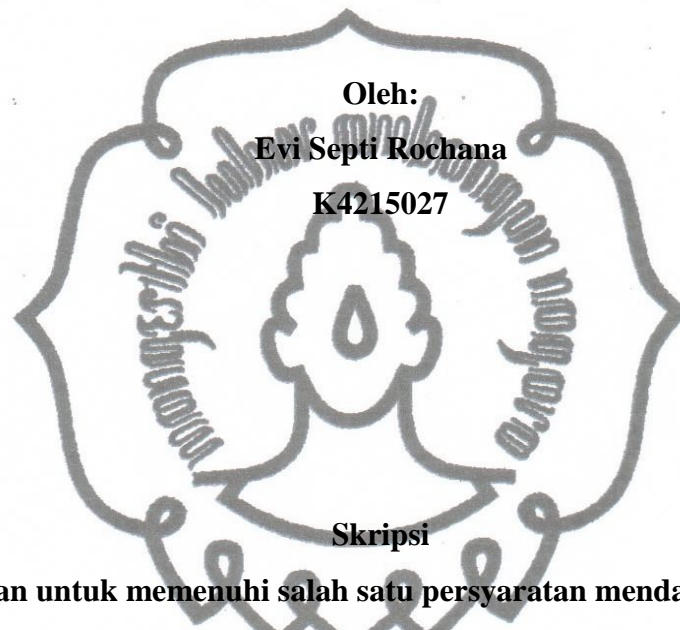 Oleh:
Evi Septi Rochana
K4215027
Skripsi
an untuk memenuhi salah satu persyaratan menda